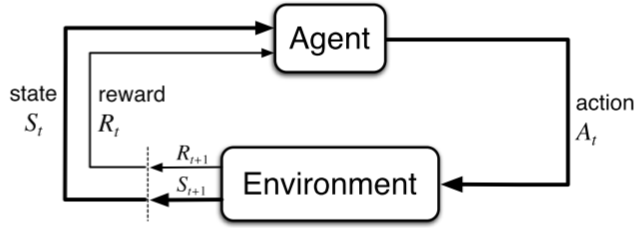 Agent
state
S_t
reward
R_t
action
A_t
R_{t+1}
S_{t+1}
Environment